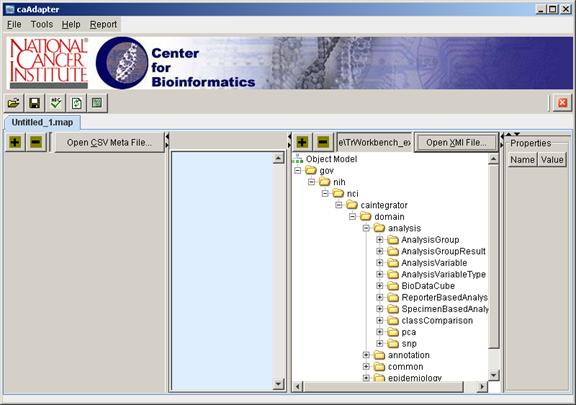 caAdapter
File Tools Help Report
NATIONAL
CANCER
INSTITUTE
Center
for
Bioinformatics
Untitled_1.map
Open CSV Meta File...
e\TrWorkbench_ex
Open XMI File...
Properties
Name Value
Object Model
gov
nih
nci
caintegrator
domain
analysis
AnalysisGroup
AnalysisGroupResult
AnalysisVariable
AnalysisVariableType
BioDataCube
ReporterBasedAnalys
SpecimenBasedAnaly
classComparison
pca
snp
annotation
common
epidemiology